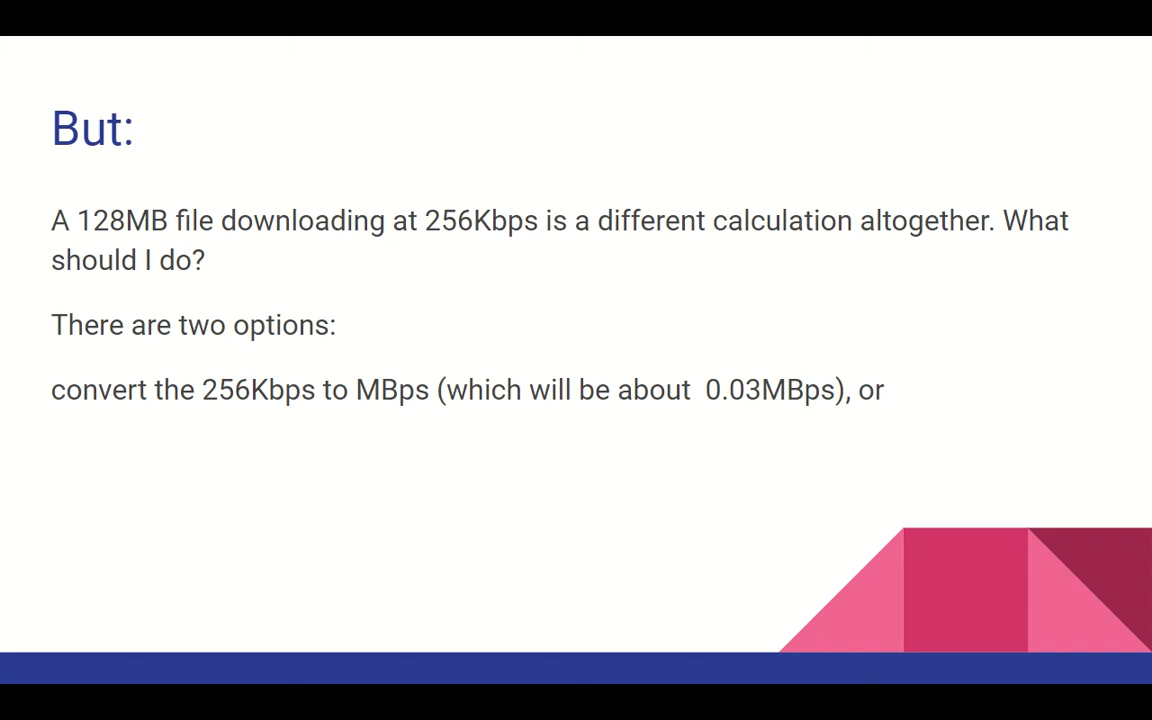 But:
A 128MB file downloading at 256Kbps is a different calculation altogether. What
should I do?
There are two options:
convert the 256Kbps to MBps (which will be about  0.03MBps), or